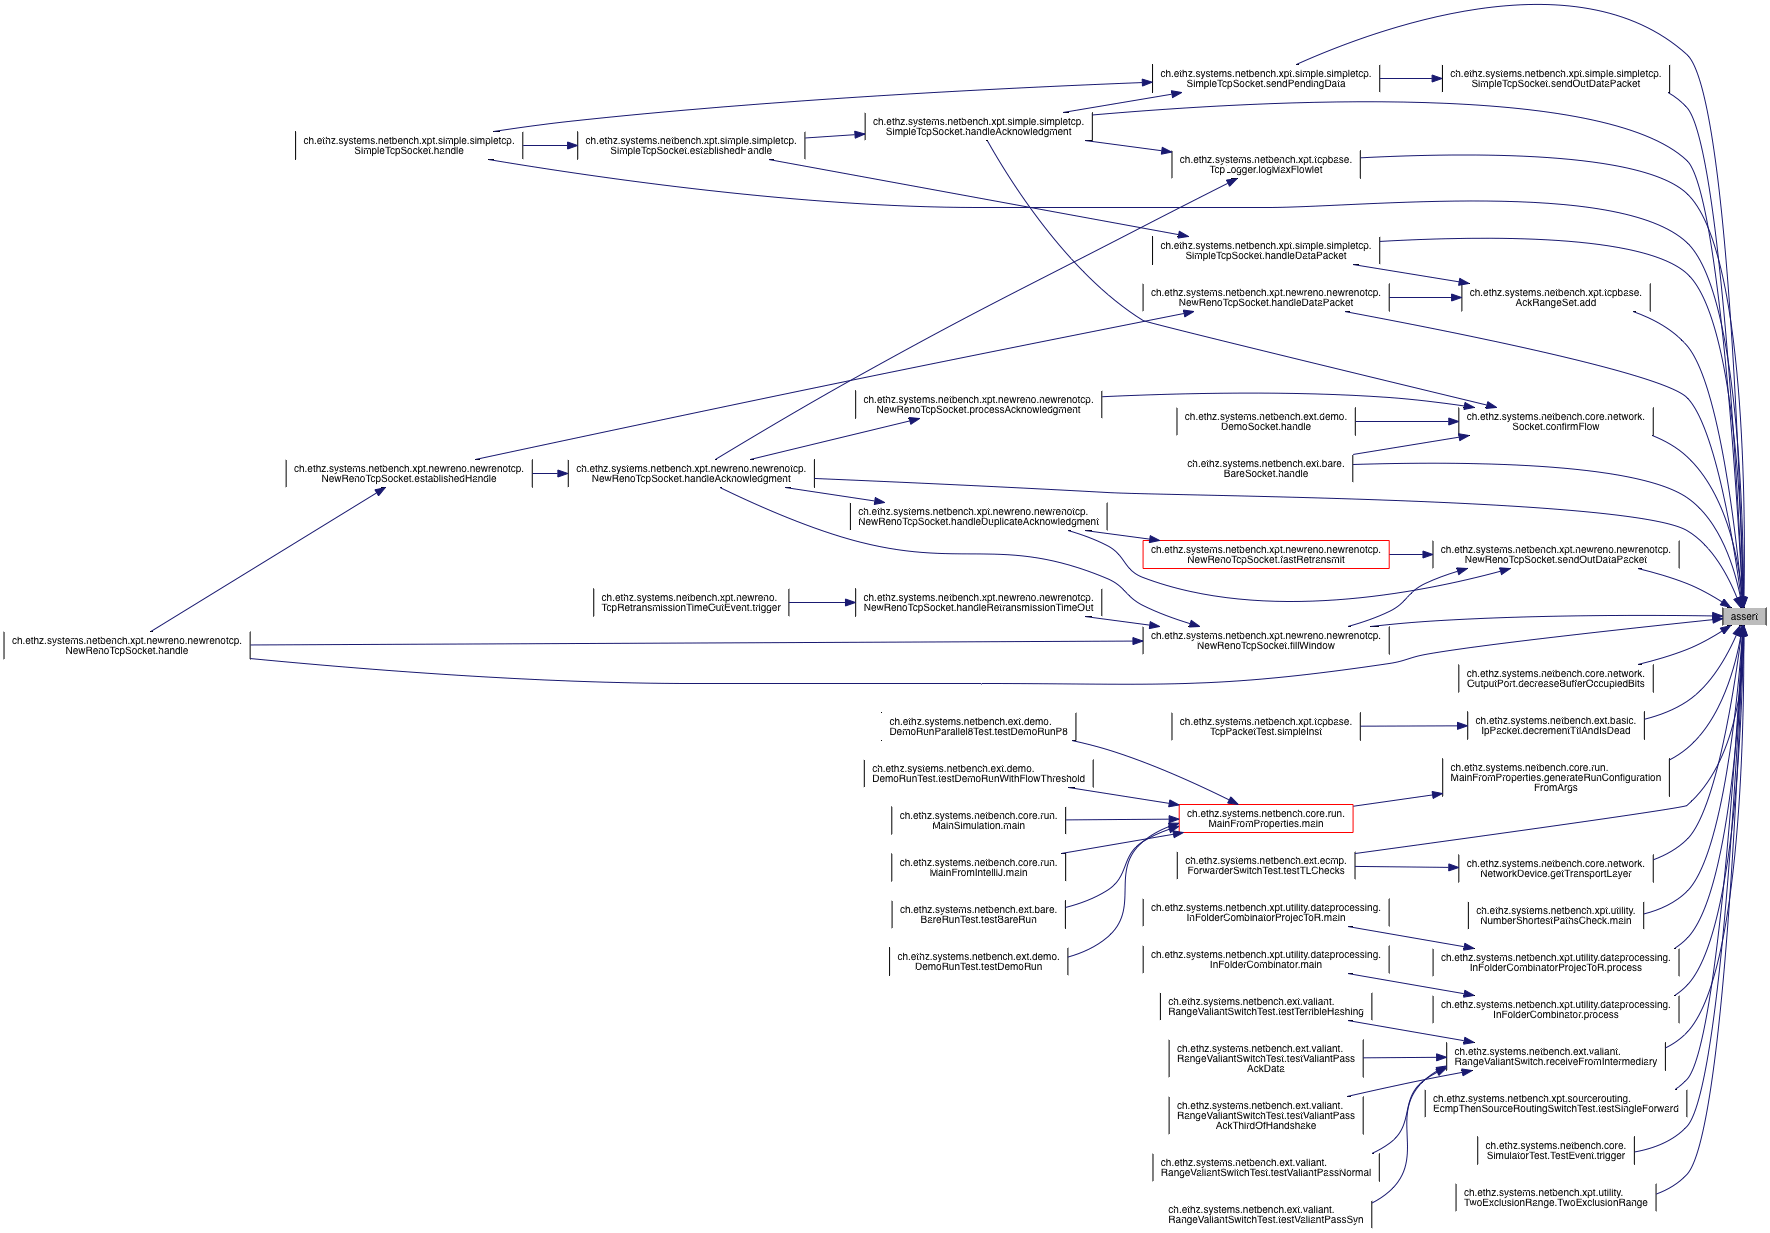 ch.ethz.systems.netbench.xpt.simple.simpletcp.
SimpleTcpSocket.sendPendingData
ch.ethz.systems.netbench.xpt.simple.simpletcp.
SimpleTcpSocket.sendOutDataPacket
ch.ethz.systems.netbench.xpt.simple.simpletcp.
SimpleTcpSocket.handleAcknowledgment
ch.ethz.systems.netbench.xpt.simple.simpletcp.
SimpleTcpSocket.handle
ch.ethz.systems.netbench.xpt.simple.simpletcp.
SimpleTcpSocket.establishedHandle
ch.ethz.systems.netbench.xpt.tcpbase.
TcpLogger.logMaxFlowlet
ch.ethz.systems.netbench.xpt.simple.simpletcp.
SimpleTcpSocket.handleDataPacket
ch.ethz.systems.netbench.xpt.newreno.newrenotcp.
NewRenoTcpSocket.handleDataPacket
ch.ethz.systems.netbench.xpt.tcpbase.
AckRangeSet.add
ch.ethz.systems.netbench.xpt.newreno.newrenotcp.
NewRenoTcpSocket.processAcknowledgment
ch.ethz.systems.netbench.ext.demo.
DemoSocket.handle
ch.ethz.systems.netbench.core.network.
Socket.confirmFlow
ch.ethz.systems.netbench.ext.bare.
BareSocket.handle
ch.ethz.systems.netbench.xpt.newreno.newrenotcp.
NewRenoTcpSocket.establishedHandle
ch.ethz.systems.netbench.xpt.newreno.newrenotcp.
NewRenoTcpSocket.handleAcknowledgment
ch.ethz.systems.netbench.xpt.newreno.newrenotcp.
NewRenoTcpSocket.handleDuplicateAcknowledgment
ch.ethz.systems.netbench.xpt.newreno.newrenotcp.
NewRenoTcpSocket.fastRetransmit
ch.ethz.systems.netbench.xpt.newreno.newrenotcp.
NewRenoTcpSocket.sendOutDataPacket
ch.ethz.systems.netbench.xpt.newreno.
TcpRetransmissionTimeOutEvent.trigger
ch.ethz.systems.netbench.xpt.newreno.newrenotcp.
NewRenoTcpSocket.handleRetransmissionTimeOut
assert
ch.ethz.systems.netbench.xpt.newreno.newrenotcp.
NewRenoTcpSocket.handle
ch.ethz.systems.netbench.xpt.newreno.newrenotcp.
NewRenoTcpSocket.fillWindow
ch.ethz.systems.netbench.core.network.
OutputPort.decreaseBufferOccupiedBits
ch.ethz.systems.netbench.ext.demo.
DemoRunParallel8Test.testDemoRunP8
ch.ethz.systems.netbench.xpt.tcpbase.
TcpPacketTest.simpleInst
ch.ethz.systems.netbench.ext.basic.
IpPacket.decrementTtlAndIsDead
ch.ethz.systems.netbench.ext.demo.
DemoRunTest.testDemoRunWithFlowThreshold
ch.ethz.systems.netbench.core.run.
MainFromProperties.generateRunConfiguration
FromArgs
ch.ethz.systems.netbench.core.run.
MainSimulation.main
ch.ethz.systems.netbench.core.run.
MainFromProperties.main
ch.ethz.systems.netbench.core.run.
MainFromIntelliJ.main
ch.ethz.systems.netbench.ext.ecmp.
ForwarderSwitchTest.testTLChecks
ch.ethz.systems.netbench.core.network.
NetworkDevice.getTransportLayer
ch.ethz.systems.netbench.ext.bare.
BareRunTest.testBareRun
ch.ethz.systems.netbench.xpt.utility.dataprocessing.
InFolderCombinatorProjecToR.main
ch.ethz.systems.netbench.xpt.utility.
NumberShortestPathsCheck.main
ch.ethz.systems.netbench.ext.demo.
DemoRunTest.testDemoRun
ch.ethz.systems.netbench.xpt.utility.dataprocessing.
InFolderCombinator.main
ch.ethz.systems.netbench.xpt.utility.dataprocessing.
InFolderCombinatorProjecToR.process
ch.ethz.systems.netbench.ext.valiant.
RangeValiantSwitchTest.testTerribleHashing
ch.ethz.systems.netbench.xpt.utility.dataprocessing.
InFolderCombinator.process
ch.ethz.systems.netbench.ext.valiant.
RangeValiantSwitchTest.testValiantPass
AckData
ch.ethz.systems.netbench.ext.valiant.
RangeValiantSwitch.receiveFromIntermediary
ch.ethz.systems.netbench.ext.valiant.
RangeValiantSwitchTest.testValiantPass
AckThirdOfHandshake
ch.ethz.systems.netbench.xpt.sourcerouting.
EcmpThenSourceRoutingSwitchTest.testSingleForward
ch.ethz.systems.netbench.core.
SimulatorTest.TestEvent.trigger
ch.ethz.systems.netbench.ext.valiant.
RangeValiantSwitchTest.testValiantPassNormal
ch.ethz.systems.netbench.xpt.utility.
TwoExclusionRange.TwoExclusionRange
ch.ethz.systems.netbench.ext.valiant.
RangeValiantSwitchTest.testValiantPassSyn